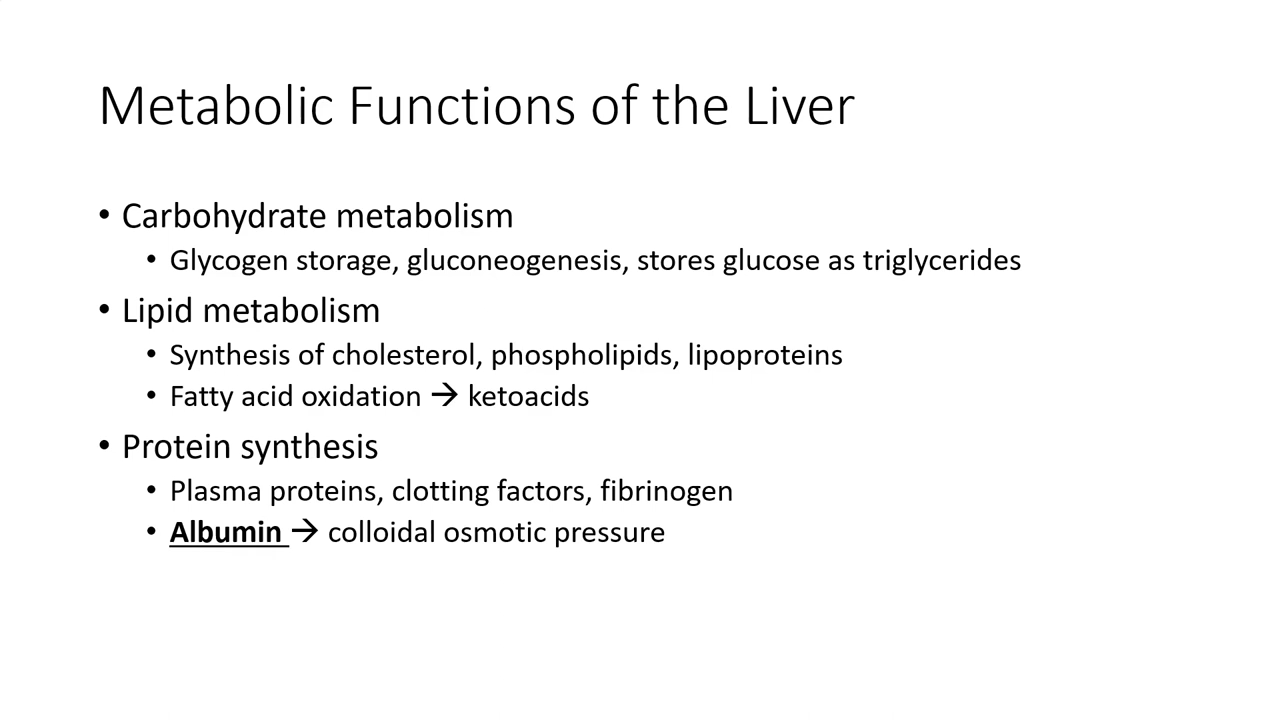 Metabolic Functions of the Liver
• Carbohydrate metabolism
• Glycogen storage, gluconeogenesis, stores glucose as triglycerides
• Lipid metabolism
• Synthesis of cholesterol, phospholipids, lipoproteins
• Fatty acid oxidation → ketoacids
• Protein synthesis
• Plasma proteins, clotting factors, fibrinogen
• Albumin → colloidal osmotic pressure